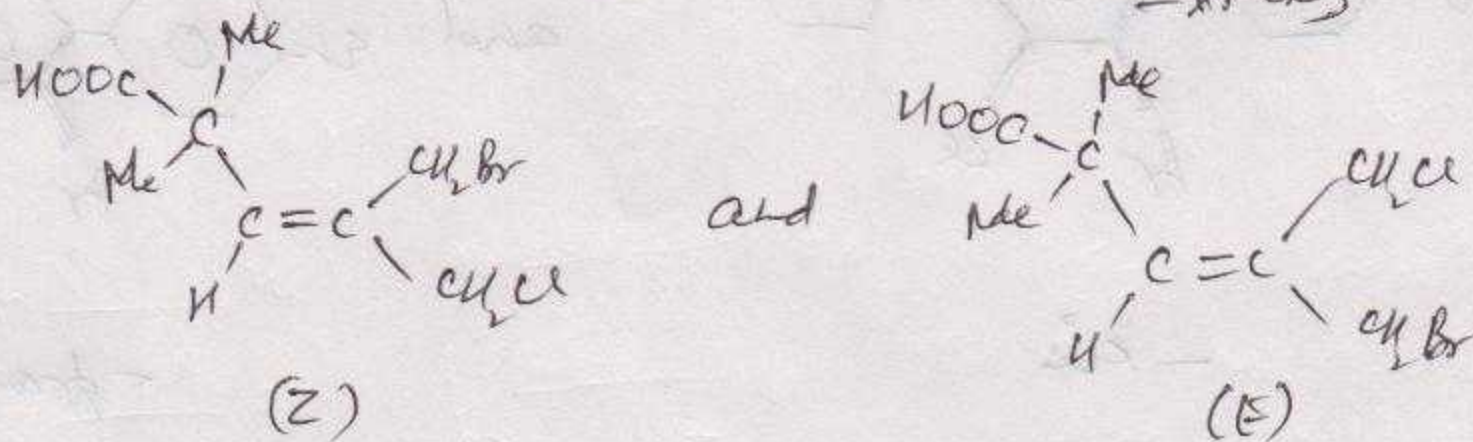 Me Me
HOOC HOOC
C C
Me CH₂Br Me CH₂Cl
C=C and C=C
H CH₂Cl H CH₂Br
(Z) (E)